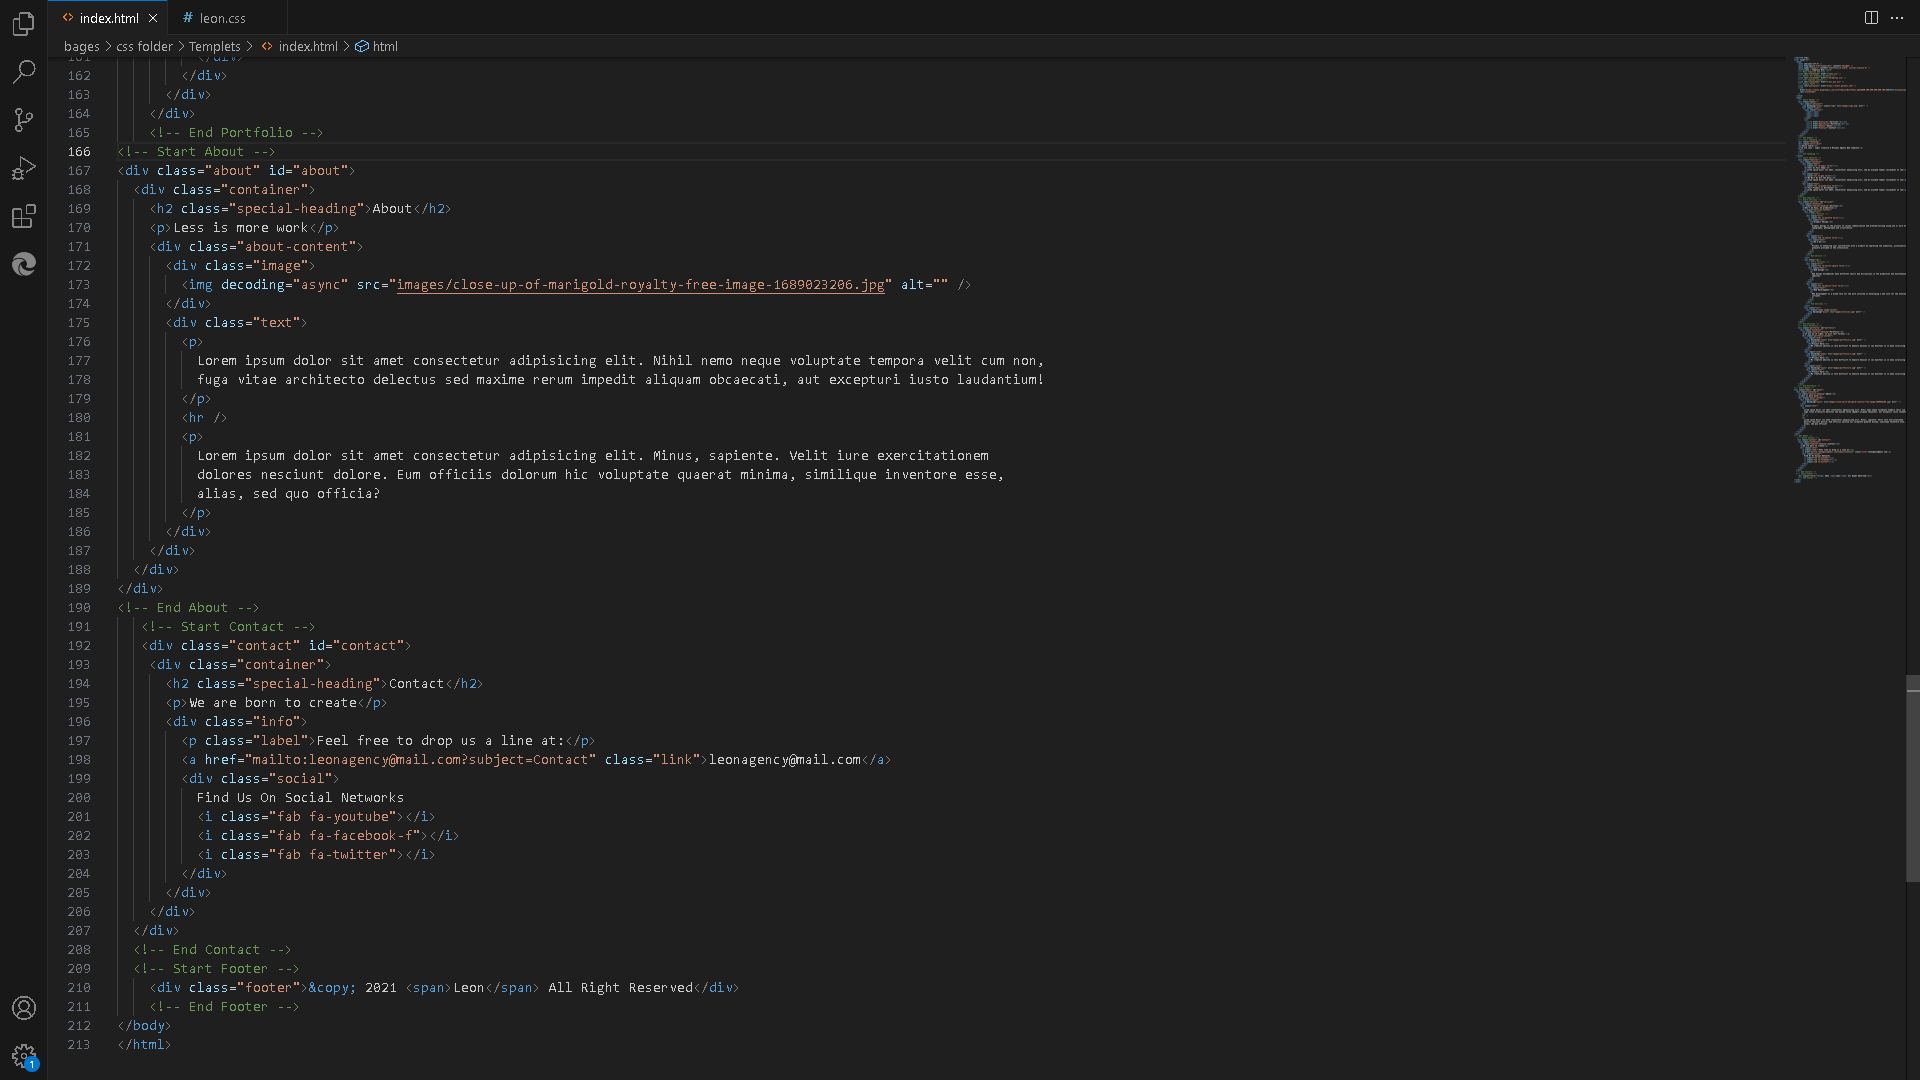 index.html
leon.css
bages > css folder > Templets > index.html > html
161 </div>
162 </div>
163 </div>
164 </div>
165 <!-- End Portfolio -->
166 <!-- Start About -->
167 <div class="about" id="about">
168 <div class="container">
169 <h2 class="special-heading">About</h2>
170 <p>Less is more work</p>
171 <div class="about-content">
172 <div class="image">
173 <img decoding="async" src="images/close-up-of-marigold-royalty-free-image-1689023206.jpg" alt="" />
174 </div>
175 <div class="text">
176 <p>
177 Lorem ipsum dolor sit amet consectetur adipisicing elit. Nihil nemo neque voluptate tempora velit cum non,
178 fuga vitae architecto delectus sed maxime rerum impedit aliquam obcaecati, aut excepturi iusto laudantium!
179 </p>
180 <hr />
181 <p>
182 Lorem ipsum dolor sit amet consectetur adipisicing elit. Minus, sapiente. Velit iure exercitationem
183 dolores nesciunt dolore. Eum officiis dolorum hic voluptate quaerat minima, similique inventore esse,
184 alias, sed quo officia?
185 </p>
186 </div>
187 </div>
188 </div>
189 </div>
190 <!-- End About -->
191 <!-- Start Contact -->
192 <div class="contact" id="contact">
193 <div class="container">
194 <h2 class="special-heading">Contact</h2>
195 <p>We are born to create</p>
196 <div class="info">
197 <p class="label">Feel free to drop us a line at:</p>
198 <a href="mailto:leonagency@mail.com?subject=Contact" class="link">leonagency@mail.com</a>
199 <div class="social">
200 Find Us On Social Networks
201 <i class="fab fa-youtube"></i>
202 <i class="fab fa-facebook-f"></i>
203 <i class="fab fa-twitter"></i>
204 </div>
205 </div>
206 </div>
207 </div>
208 <!-- End Contact -->
209 <!-- Start Footer -->
210 <div class="footer">&copy; 2021 <span>Leon</span> All Right Reserved</div>
211 <!-- End Footer -->
212 </body>
213 </html>
1